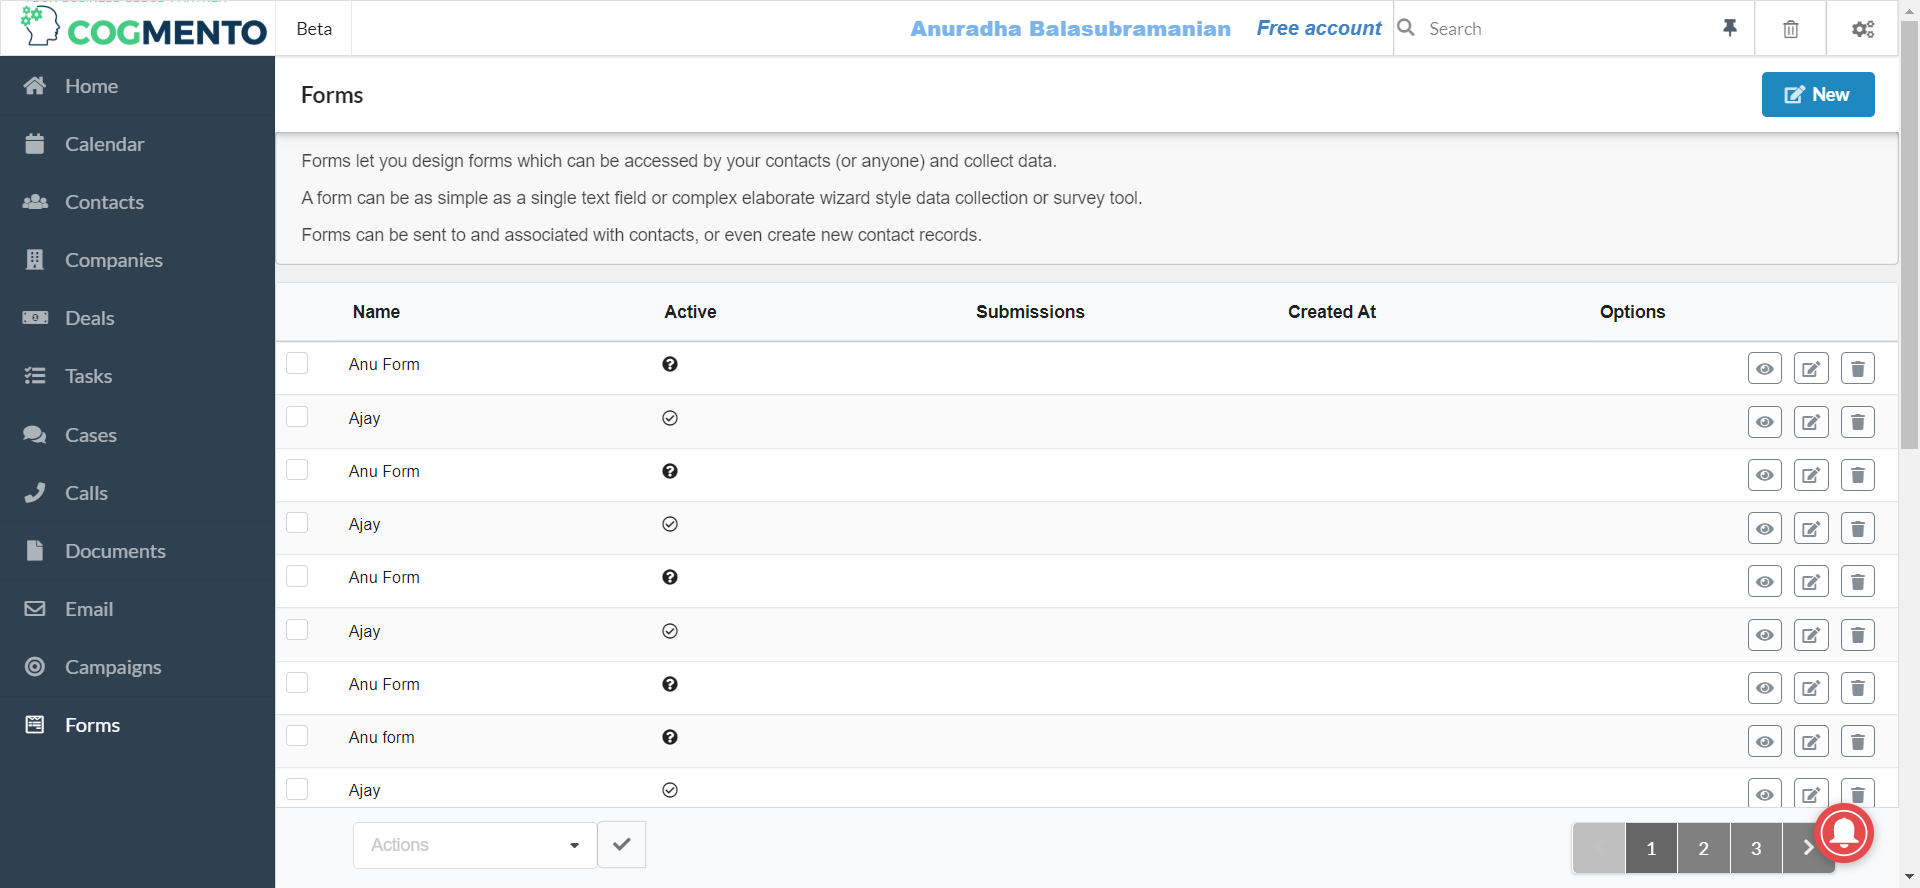 COGMENTO
Beta
Anuradha Balasubramanian
Free account
Search
Home
Calendar
Contacts
Companies
Deals
Tasks
Cases
Calls
Documents
Email
Campaigns
Forms
Forms
New
Forms let you design forms which can be accessed by your contacts (or anyone) and collect data.
A form can be as simple as a single text field or complex elaborate wizard style data collection or survey tool.
Forms can be sent to and associated with contacts, or even create new contact records.
Name Active Submissions Created At Options
Anu Form
Ajay
Anu Form
Ajay
Anu Form
Ajay
Anu Form
Anu form
Ajay
Actions
1 2 3